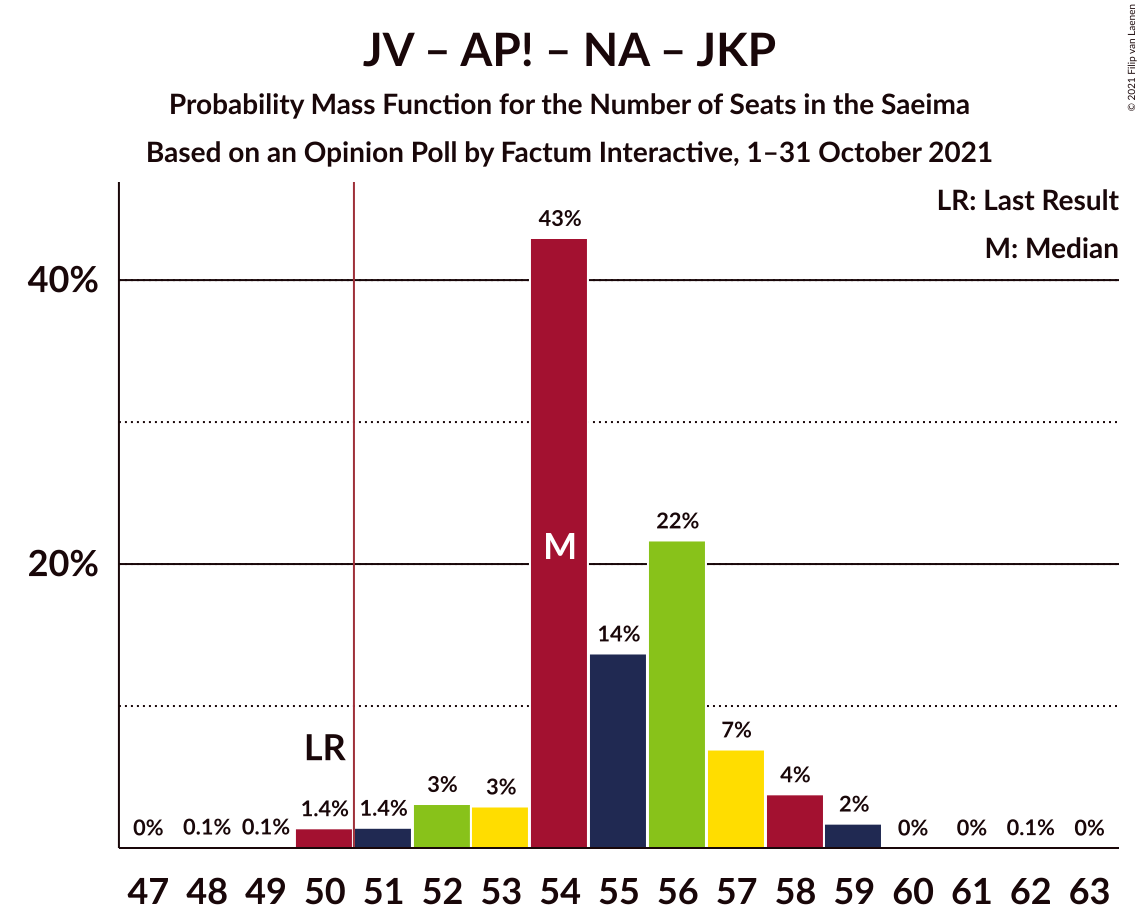 JV – AP! – NA – JKP
Probability Mass Function for the Number of Seats in the Saeima
Based on an Opinion Poll by Factum Interactive, 1–31 October 2021
© 2021 Filip van Laenen
LR: Last Result
M: Median
40%
20%
43%
M
22%
14%
LR
7%
4%
3%
3%
2%
0%
0.1%
0.1%
1.4%
1.4%
0%
0%
0.1%
0%
47 48 49 50 51 52 53 54 55 56 57 58 59 60 61 62 63